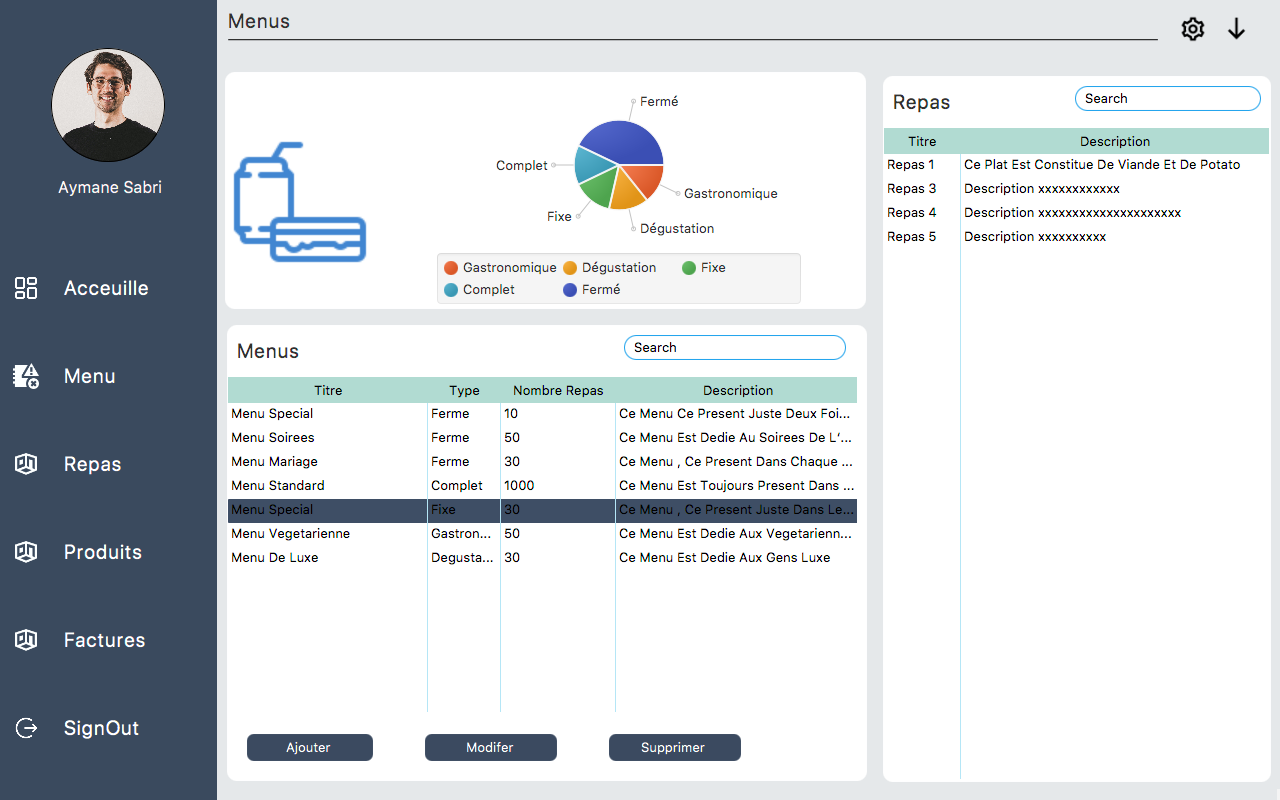 Menus
Aymane Sabri
Acceuille
Menu
Repas
Produits
Factures
SignOut
Fermé
Complet
Gastronomique
Fixe
Dégustation
Gastronomique Dégustation Fixe
Complet Fermé
Menus Search
Titre Type Nombre Repas Description
Menu Special Ferme 10 Ce Menu Ce Present Juste Deux Foi...
Menu Soirees Ferme 50 Ce Menu Est Dedie Au Soirees De L'...
Menu Mariage Ferme 30 Ce Menu , Ce Present Dans Chaque ...
Menu Standard Complet 1000 Ce Menu Est Toujours Present Dans ...
Menu Special Fixe 30 Ce Menu , Ce Present Juste Dans Le...
Menu Vegetarienne Gastron... 50 Ce Menu Est Dedie Aux Vegetarienn...
Menu De Luxe Degusta... 30 Ce Menu Est Dedie Aux Gens Luxe
Ajouter Modifer Supprimer
Repas Search
Titre Description
Repas 1 Ce Plat Est Constitue De Viande Et De Potato
Repas 3 Description xxxxxxxxxxxx
Repas 4 Description xxxxxxxxxxxxxxxxxxxxx
Repas 5 Description xxxxxxxxxx